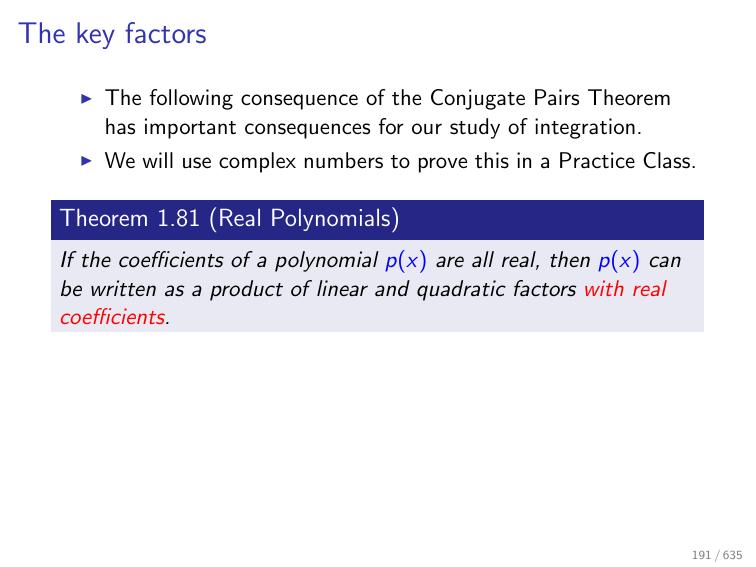 The key factors
▶ The following consequence of the Conjugate Pairs Theorem
has important consequences for our study of integration.
▶ We will use complex numbers to prove this in a Practice Class.
Theorem 1.81 (Real Polynomials)
If the coefficients of a polynomial p(x) are all real, then p(x) can
be written as a product of linear and quadratic factors with real
coefficients.
191 / 635